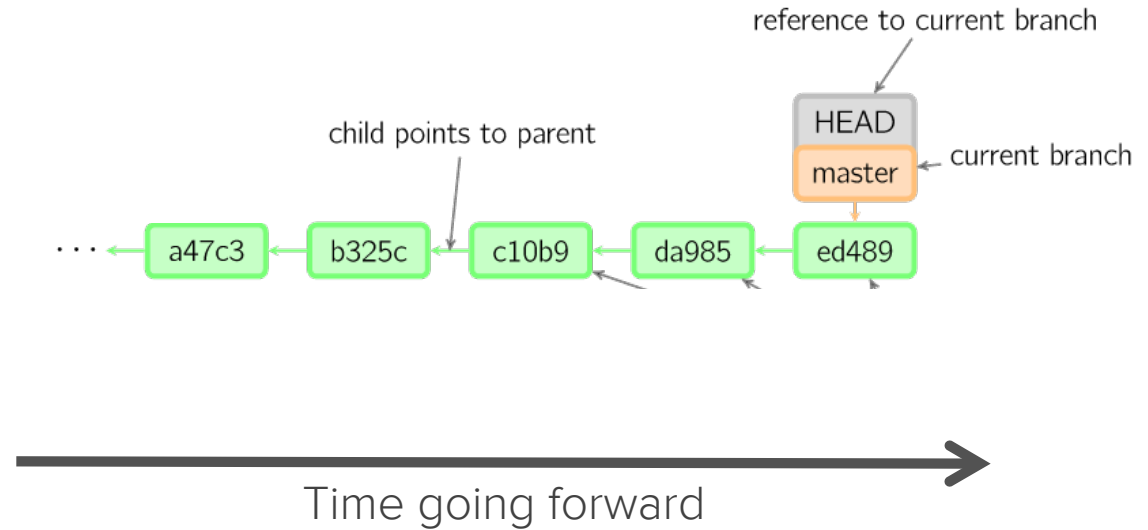 reference to current branch
HEAD
child points to parent
master
current branch
...
a47c3
b325c
c10b9
da985
ed489
Time going forward